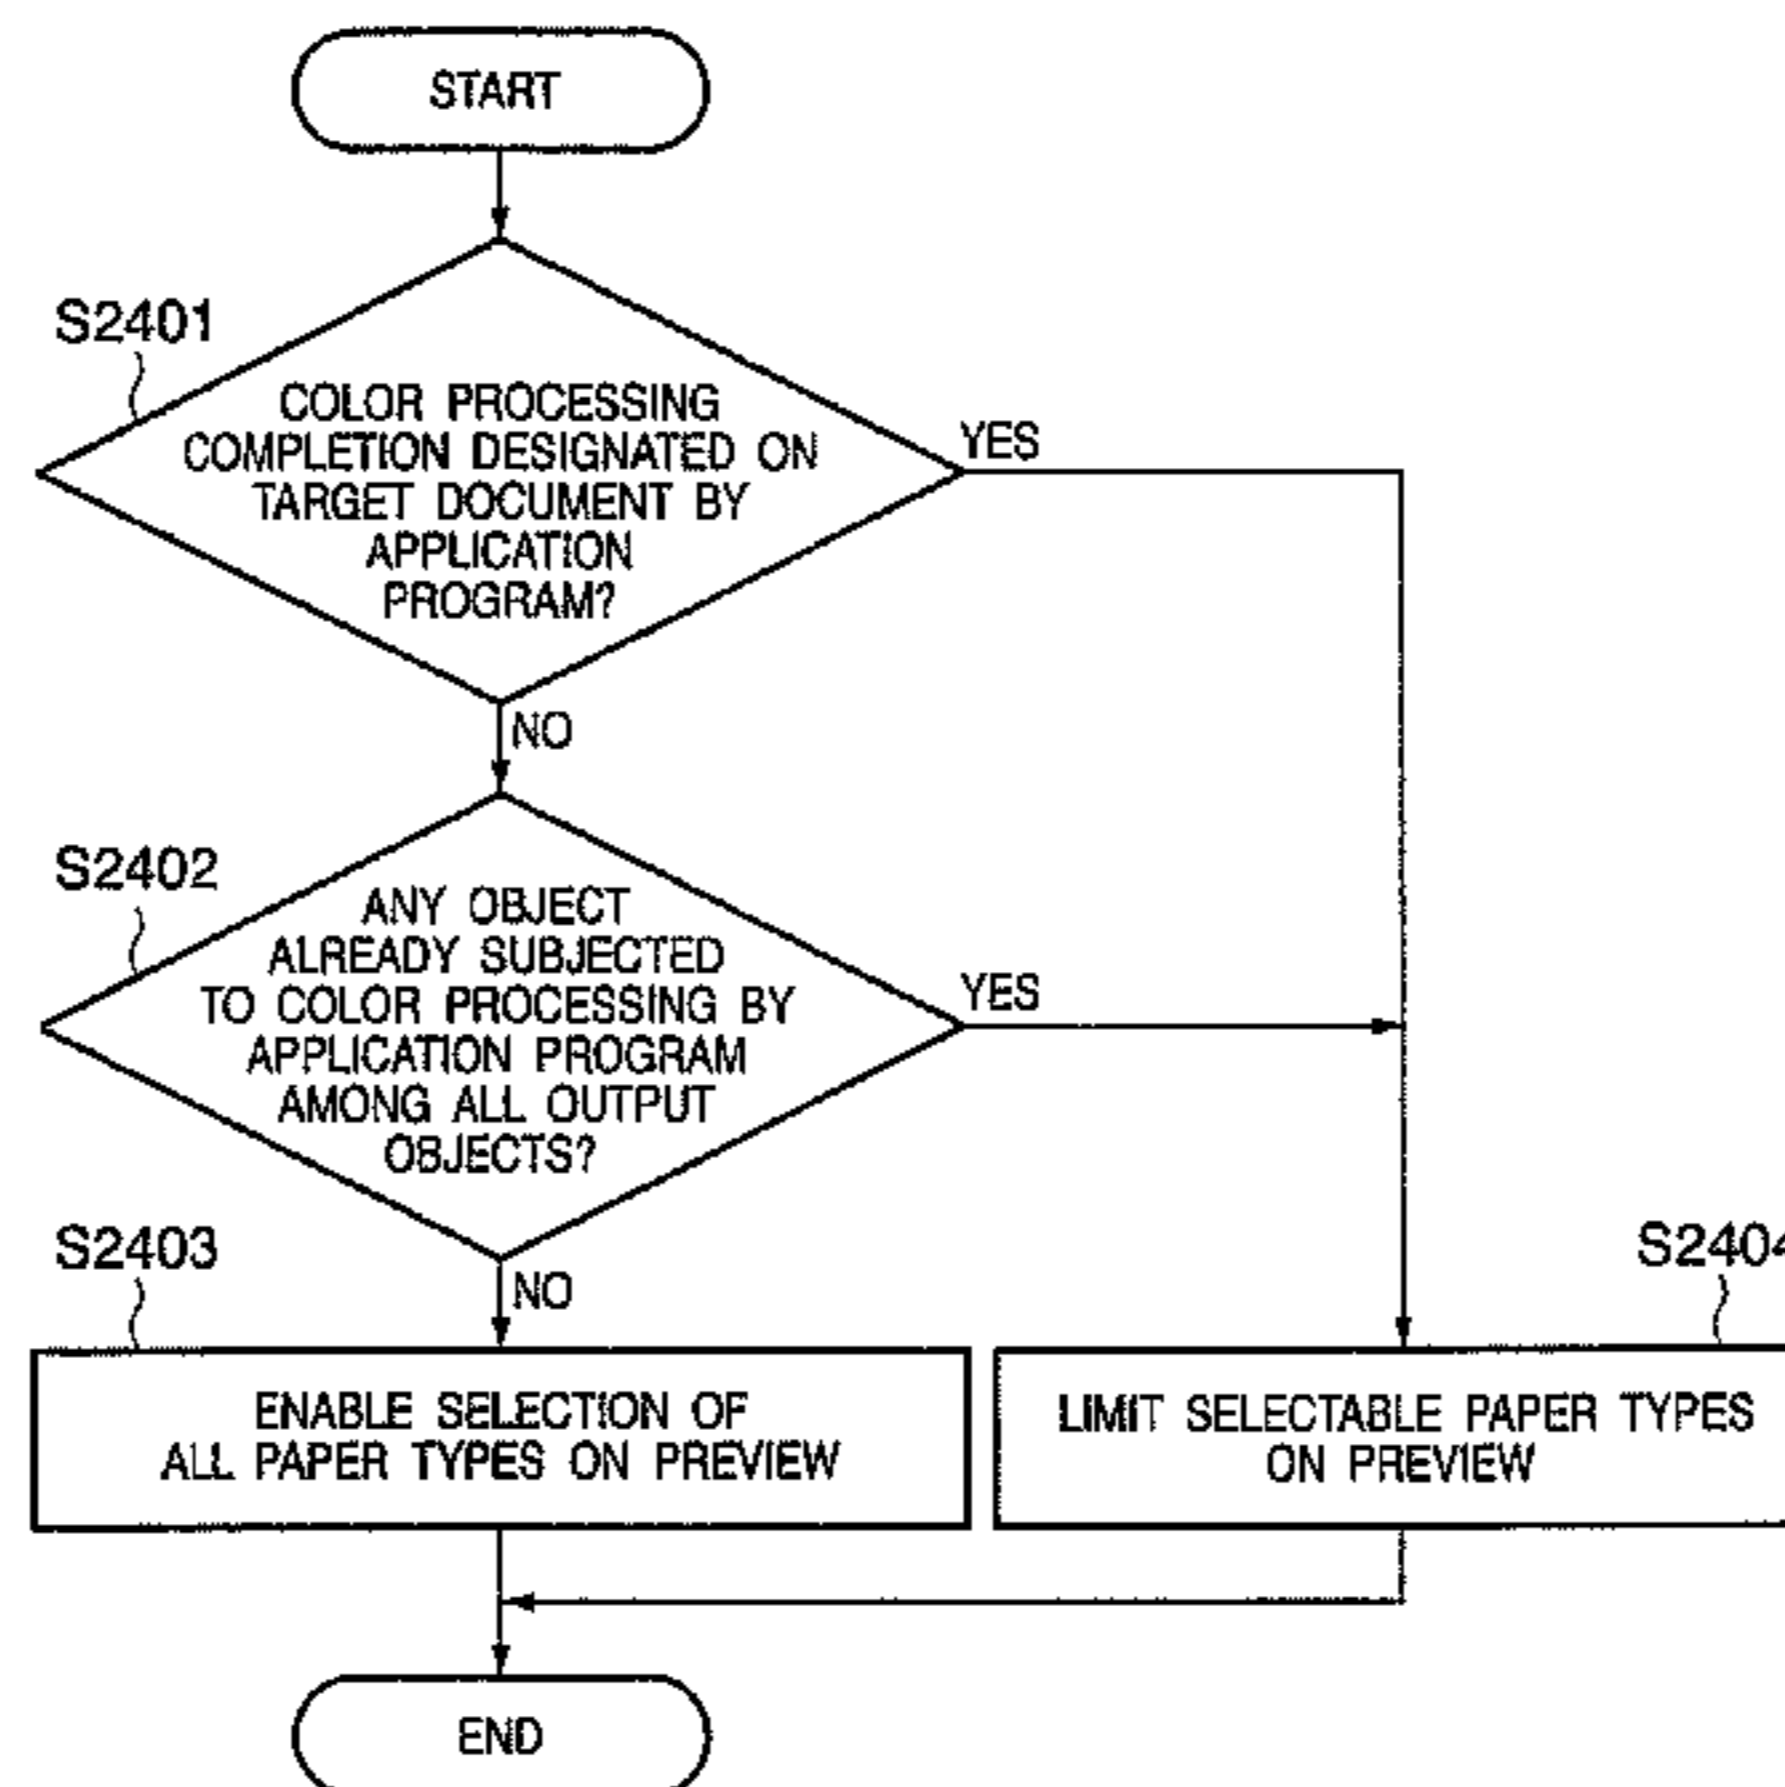 START
S2401
COLOR PROCESSING
COMPLETION DESIGNATED ON
TARGET DOCUMENT BY
APPLICATION
PROGRAM?
YES
NO
S2402
ANY OBJECT
ALREADY SUBJECTED
TO COLOR PROCESSING BY
APPLICATION PROGRAM
AMONG ALL OUTPUT
OBJECTS?
YES
NO
S2403
ENABLE SELECTION OF
ALL PAPER TYPES ON PREVIEW
S2404
LIMIT SELECTABLE PAPER TYPES
ON PREVIEW
END